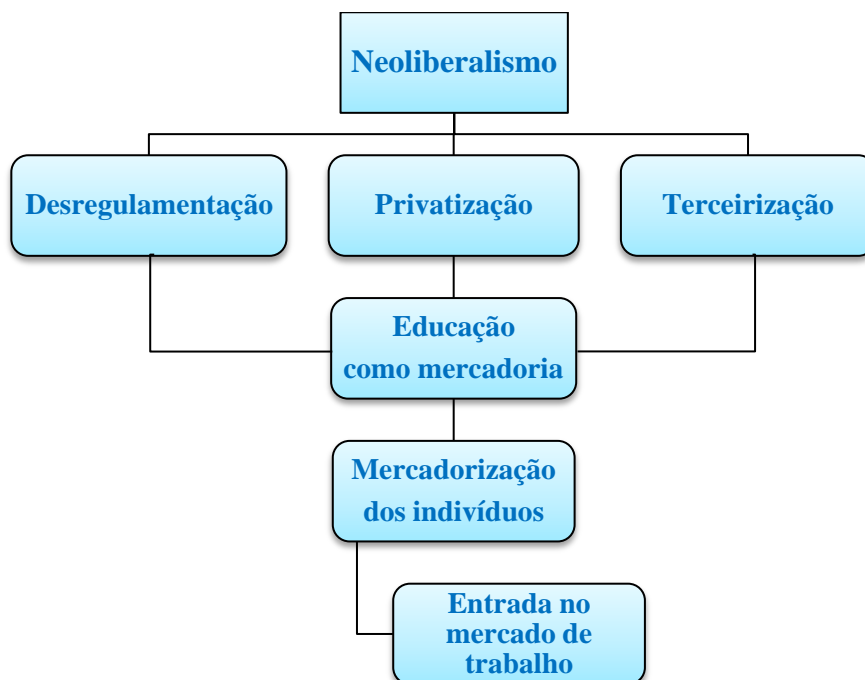 Neoliberalismo
Desregulamentação
Privatização
Terceirização
Educação
como mercadoria
Mercadorização
dos indivíduos
Entrada no
mercado de
trabalho